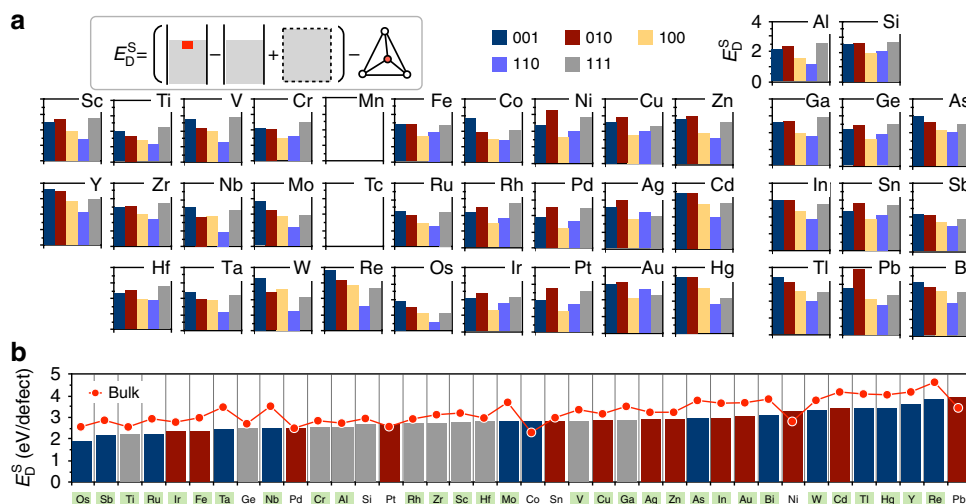 a
E_D^S = ( − + ) −
001 010 100
110 111
E_D^S
4
2
0
Al Si
Sc Ti V Cr Mn Fe Co Ni Cu Zn Ga Ge As
Y Zr Nb Mo Tc Ru Rh Pd Ag Cd In Sn Sb
Hf Ta W Re Os Ir Pt Au Hg Tl Pb B
b
E_D^S (eV/defect)
5
4
3
2
1
0
Bulk
Os Sb Ti Ru Ir Fe Ta Ge Nb Pd Cr Al Si Pt Rh Zr Sc Hf Mo Co Sn V Cu Ga Ag Zn As In Au Bi Ni W Cd Tl Hg Y Re Pb